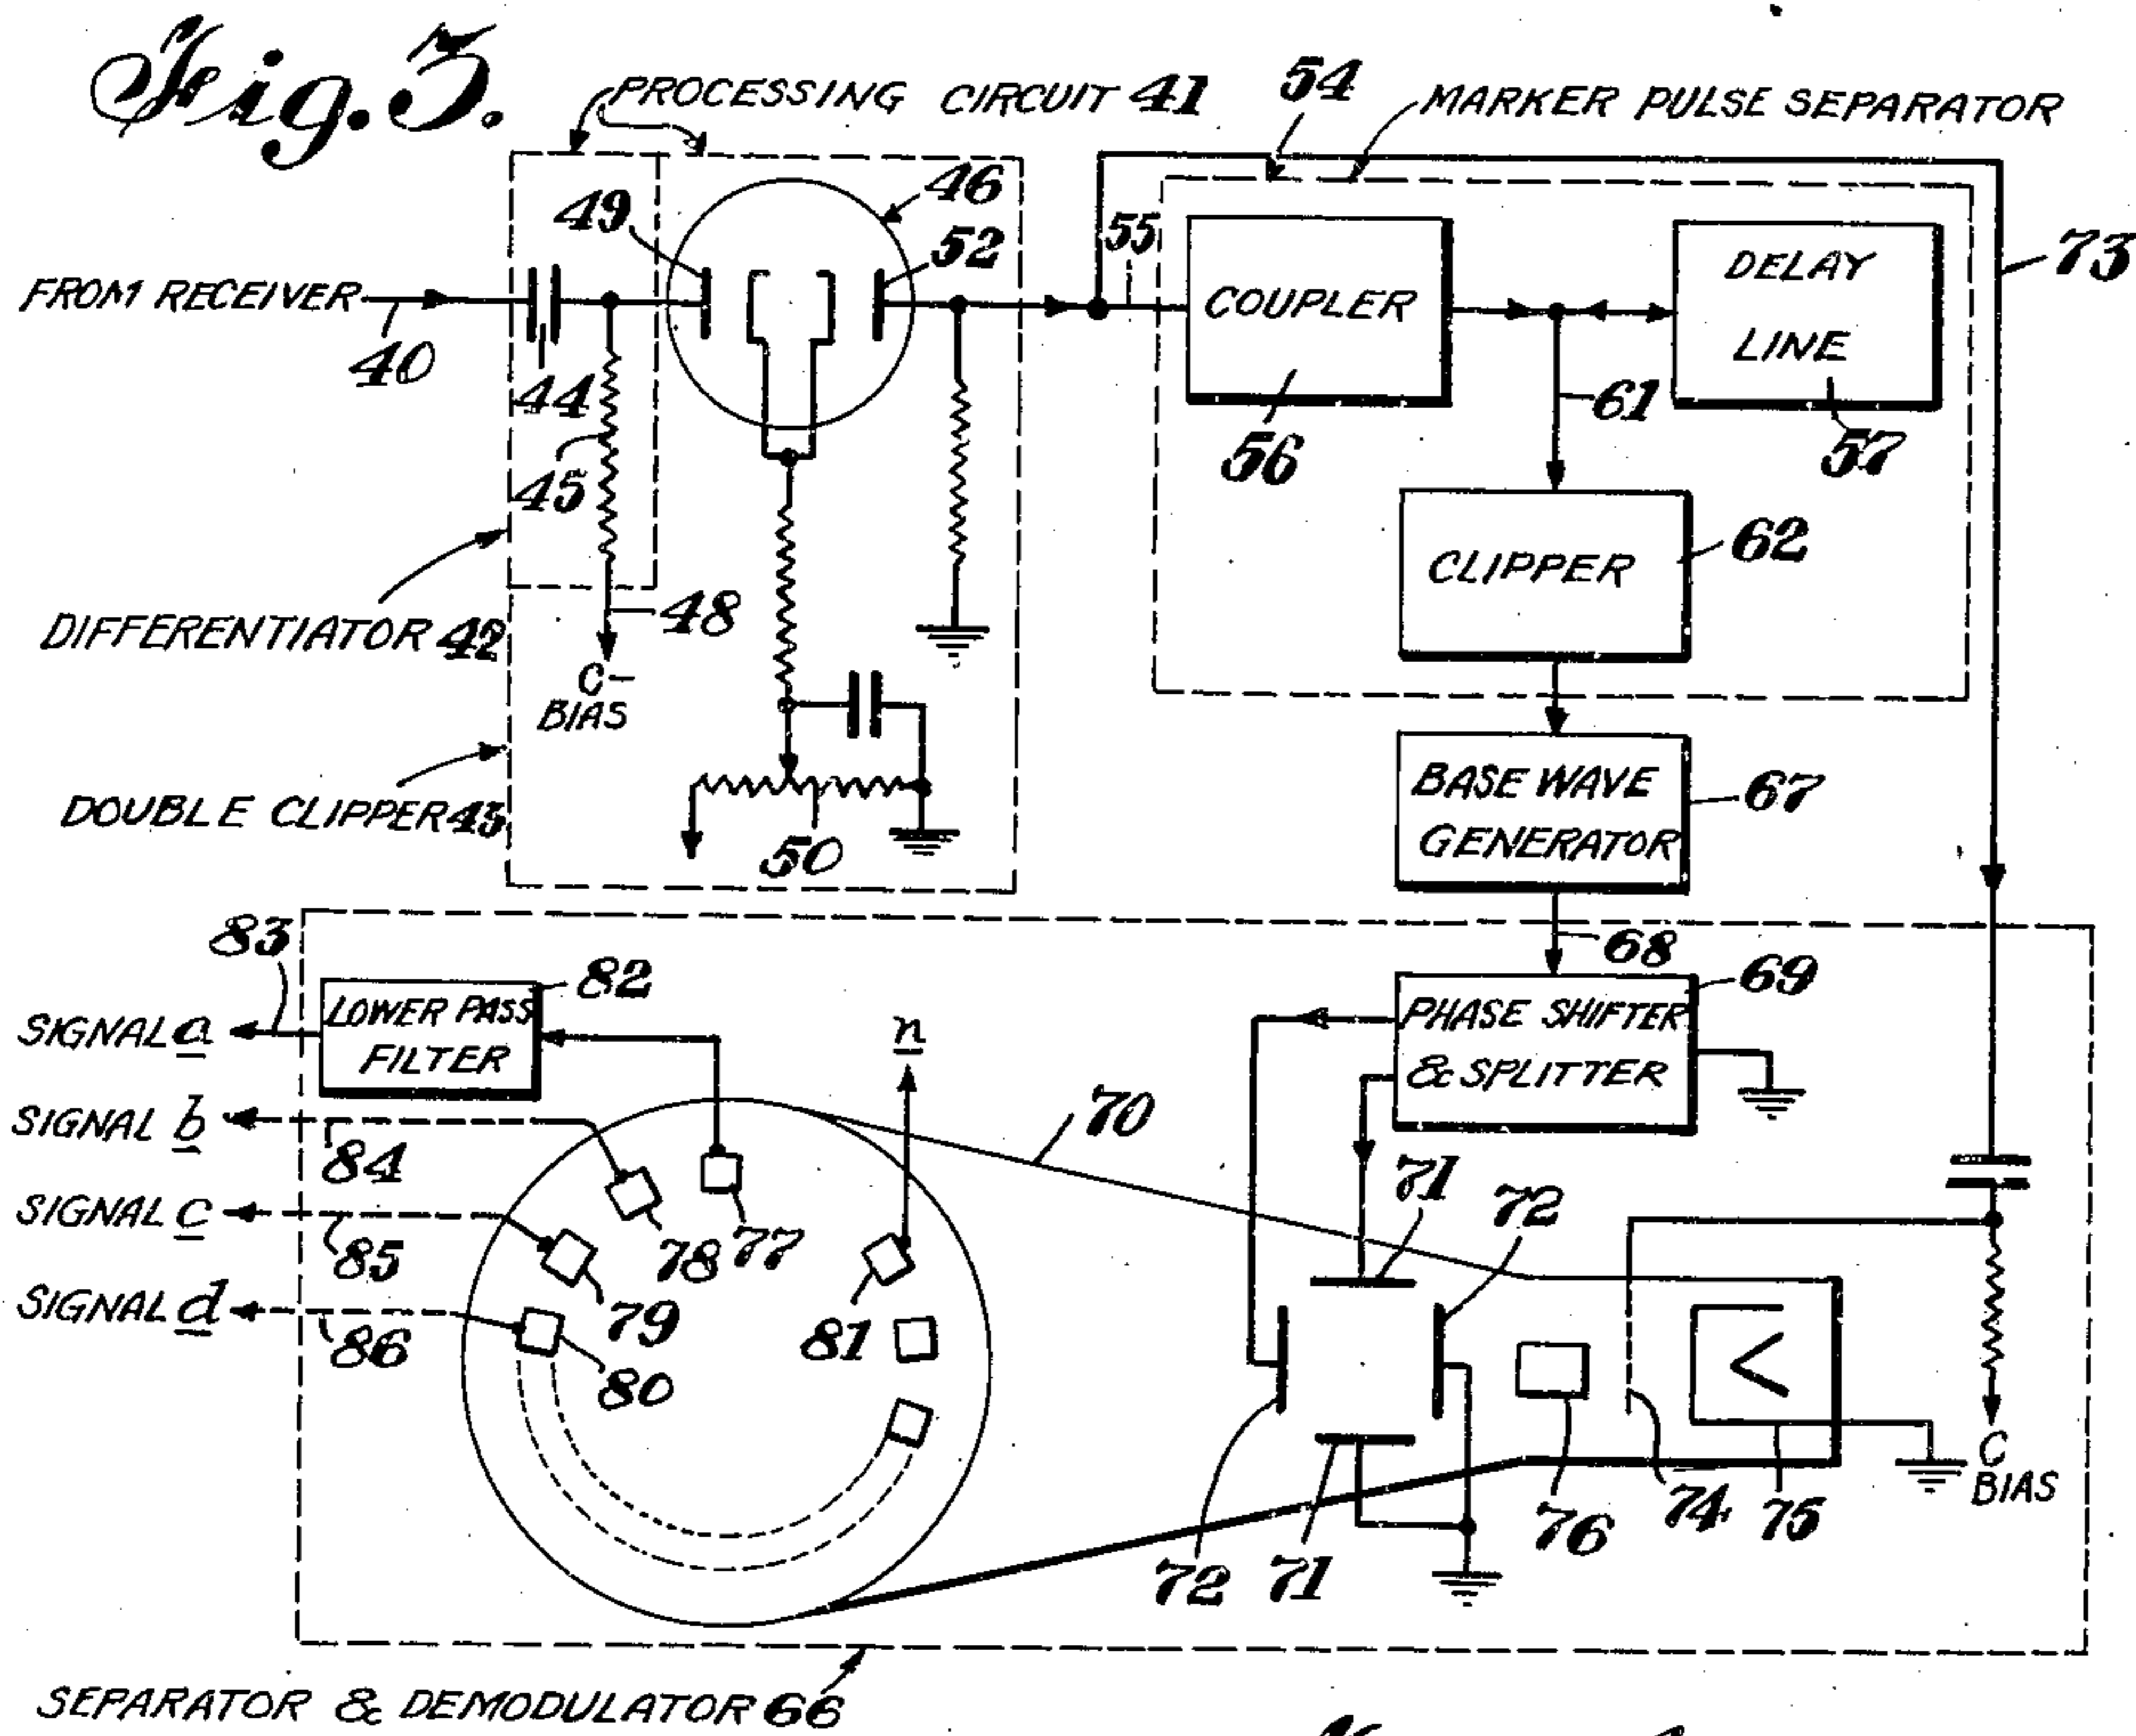 Fig. 3.
PROCESSING CIRCUIT 41
54
MARKER PULSE SEPARATOR
49
46
52
55
73
FROM RECEIVER
40
44
45
COUPLER
56
DELAY
LINE
57
61
CLIPPER
62
DIFFERENTIATOR 42
48
C-
BIAS
DOUBLE CLIPPER 43
50
BASE WAVE
GENERATOR
67
68
83
LOWER PASS
FILTER
82
SIGNAL a
SIGNAL b
84
SIGNAL c
85
SIGNAL d
86
n
70
PHASE SHIFTER
& SPLITTER
69
71
72
77
78
79
80
81
72
71
76
74
75
C
BIAS
SEPARATOR & DEMODULATOR 66